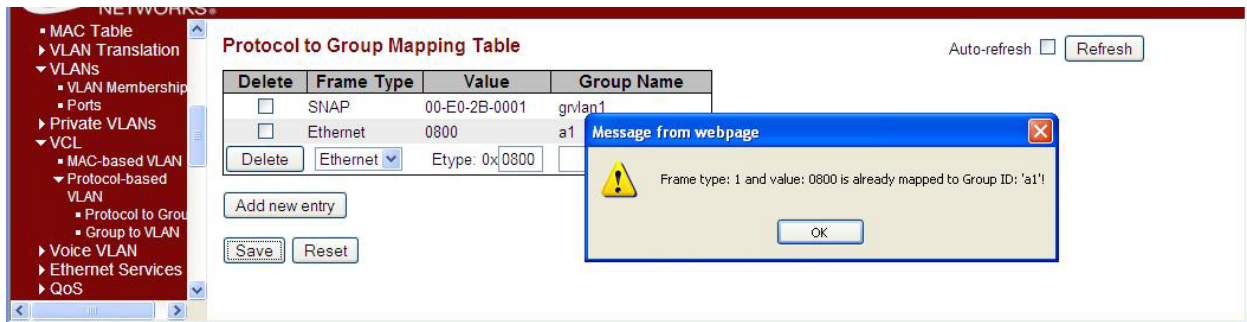 NETWORKS®
MAC Table
VLAN Translation
VLANs
VLAN Membership
Ports
Private VLANs
VCL
MAC-based VLAN
Protocol-based
VLAN
Protocol to Grou
Group to VLAN
Voice VLAN
Ethernet Services
QoS
Protocol to Group Mapping Table
Auto-refresh Refresh
Delete Frame Type Value Group Name
SNAP 00-E0-2B-0001 grvlan1
Ethernet 0800 a1
Delete Ethernet Etype: 0x 0800
Add new entry
Save Reset
Message from webpage
Frame type: 1 and value: 0800 is already mapped to Group ID: 'a1'!
OK